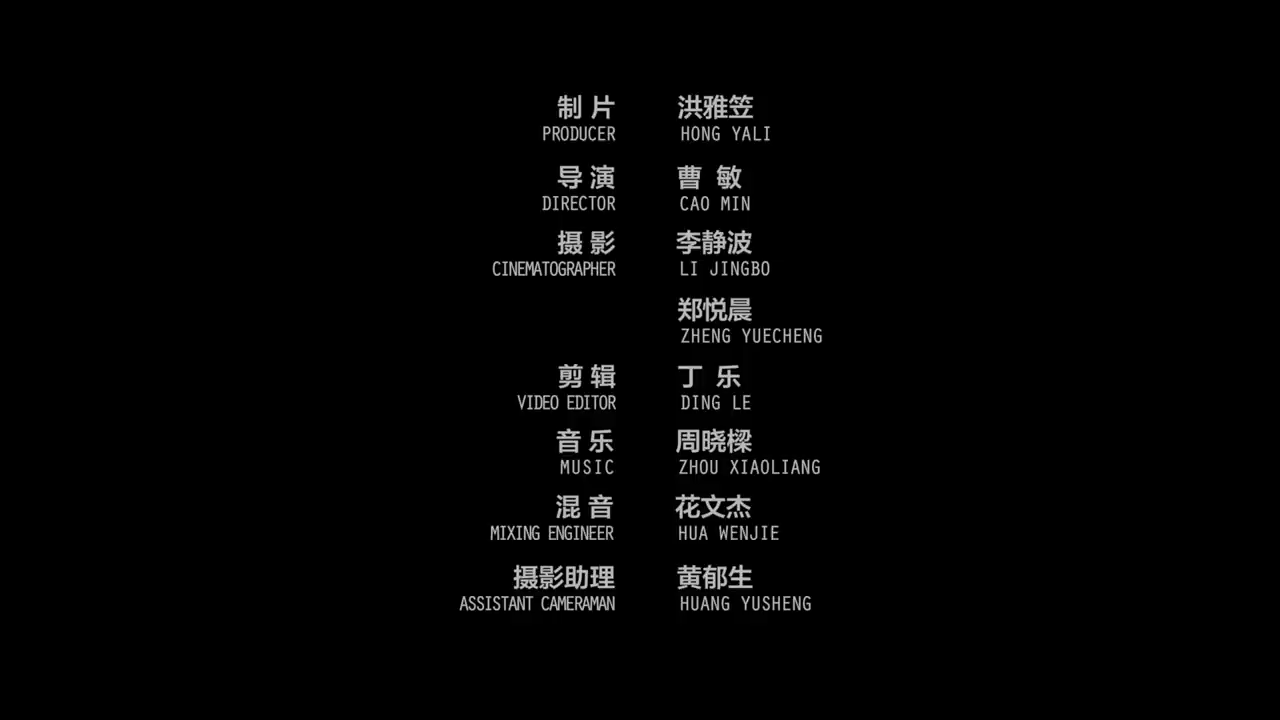 制片 洪雅笠
PRODUCER HONG YALI
导演 曹敏
DIRECTOR CAO MIN
摄影 李静波
CINEMATOGRAPHER LI JINGBO
郑悦晨
ZHENG YUECHENG
剪辑 丁乐
VIDEO EDITOR DING LE
音乐 周晓樑
MUSIC ZHOU XIAOLIANG
混音 花文杰
MIXING ENGINEER HUA WENJIE
摄影助理 黄郁生
ASSISTANT CAMERAMAN HUANG YUSHENG